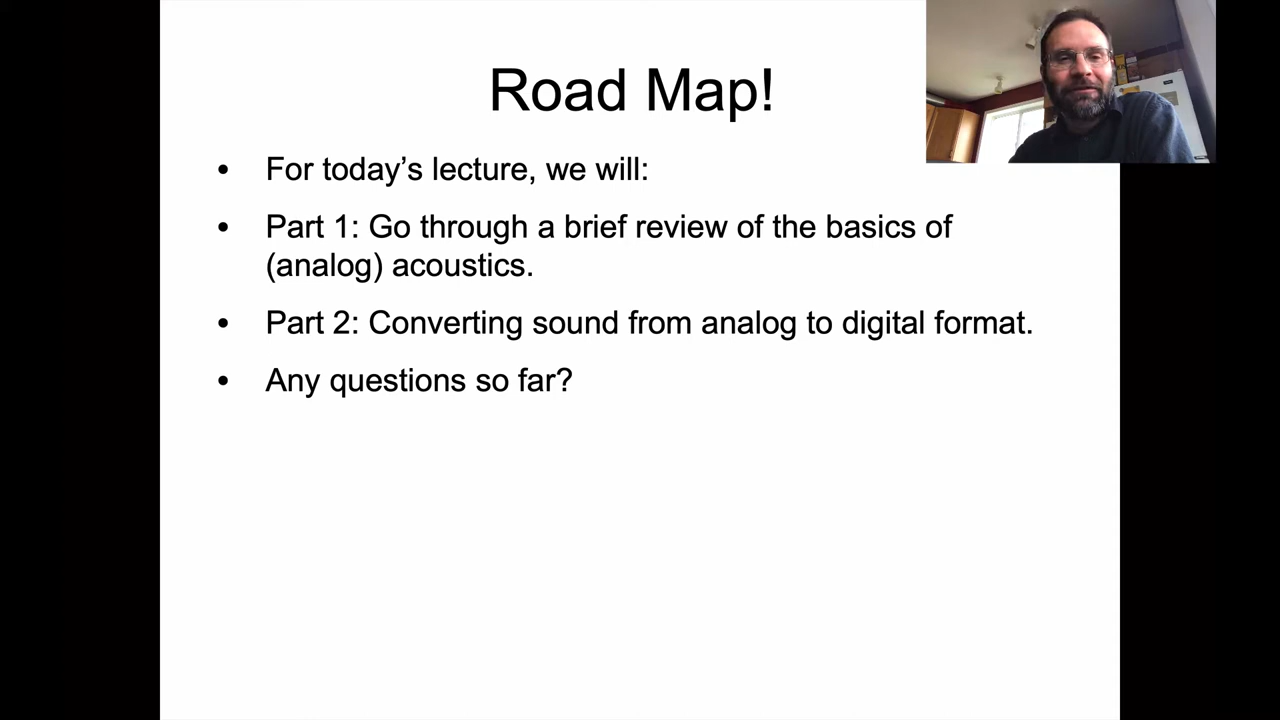 Road Map!
• For today’s lecture, we will:
• Part 1: Go through a brief review of the basics of
(analog) acoustics.
• Part 2: Converting sound from analog to digital format.
• Any questions so far?